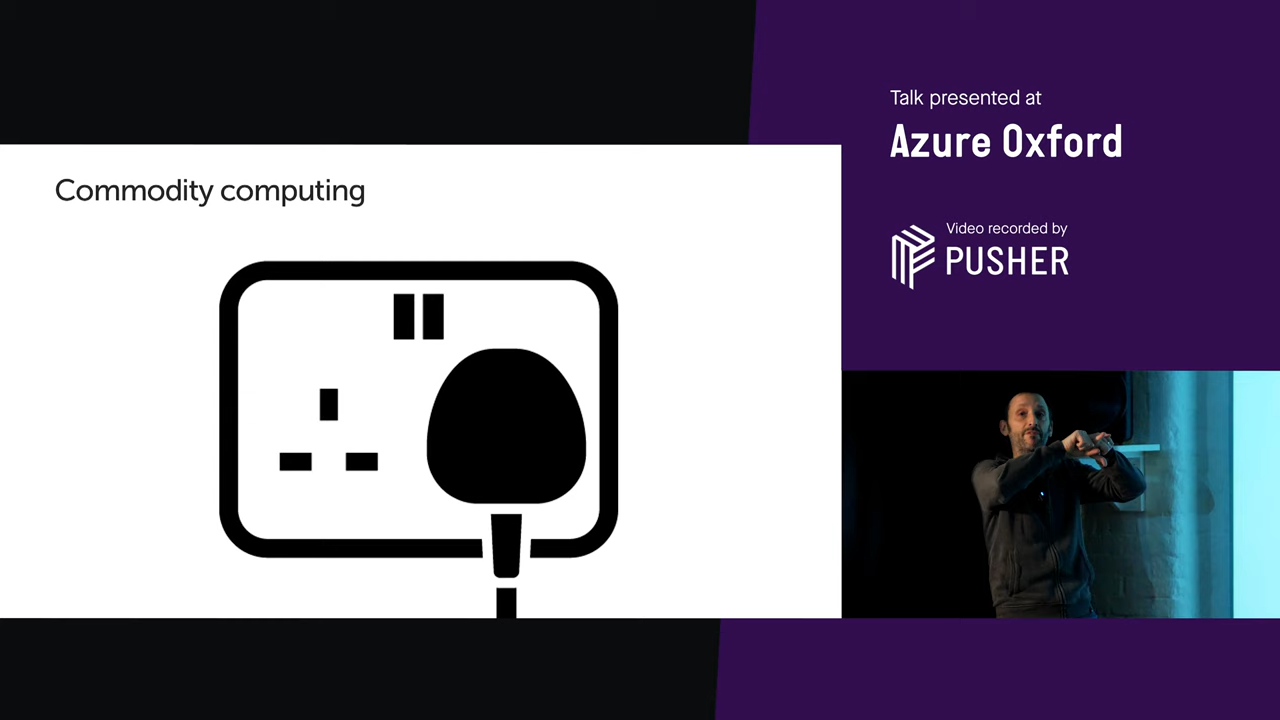 Commodity computing
Talk presented at
Azure Oxford
Video recorded by
PUSHER